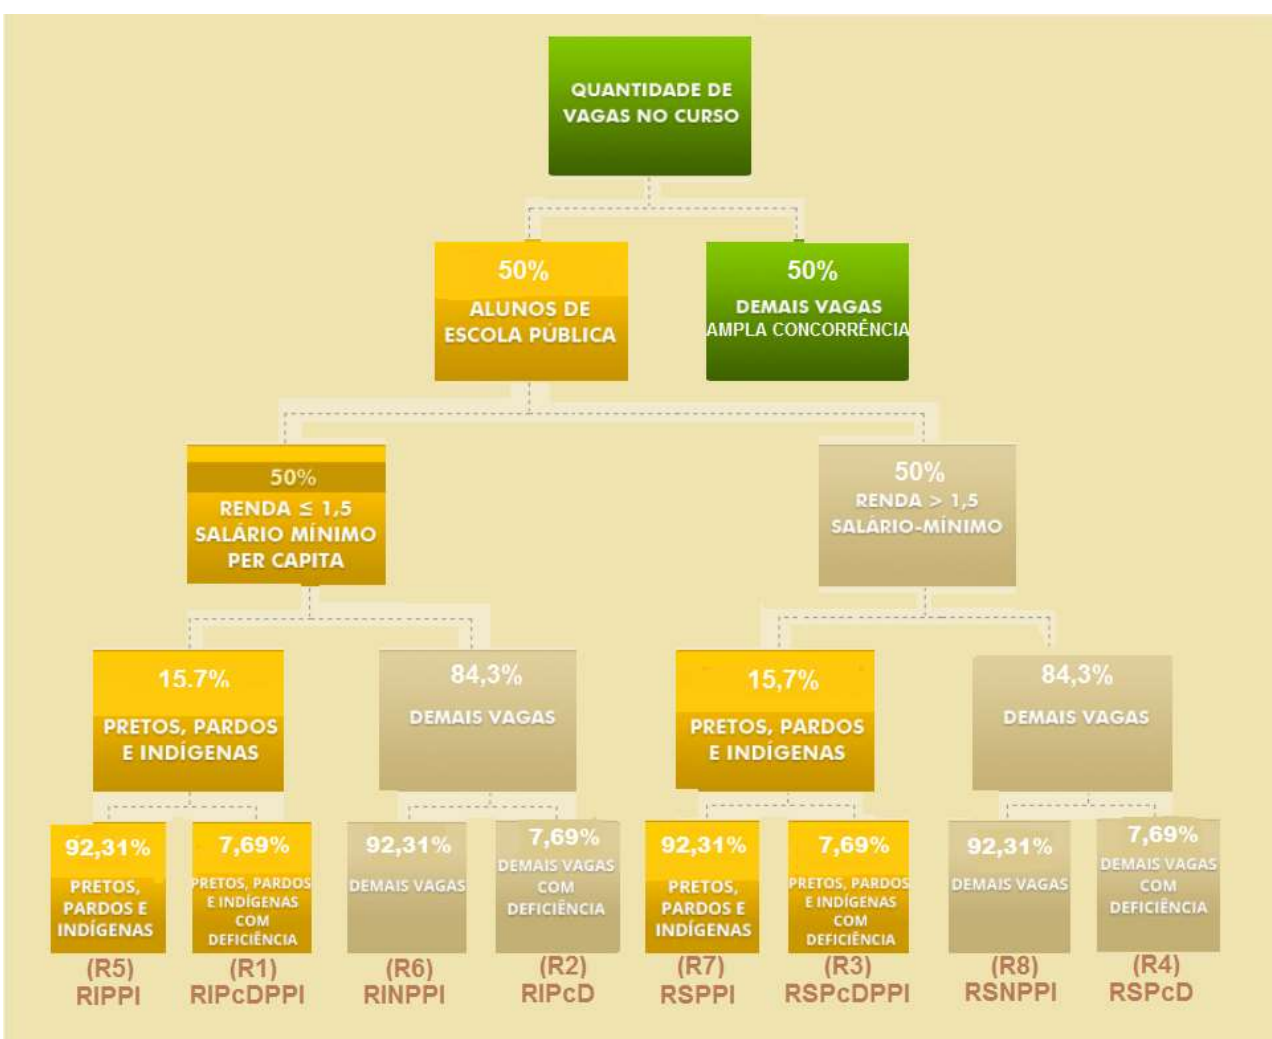 QUANTIDADE DE
VAGAS NO CURSO
50%
ALUNOS DE
ESCOLA PÚBLICA
50%
DEMAIS VAGAS
AMPLA CONCORRÊNCIA
50%
RENDA ≤ 1,5
SALÁRIO MÍNIMO
PER CAPITA
50%
RENDA > 1,5
SALÁRIO-MÍNIMO
15.7%
PRETOS, PARDOS
E INDÍGENAS
84,3%
DEMAIS VAGAS
15,7%
PRETOS, PARDOS
E INDÍGENAS
84,3%
DEMAIS VAGAS
92,31%
PRETOS,
PARDOS E
INDÍGENAS
(R5)
RIPPI
7,69%
PRETOS, PARDOS
E INDÍGENAS
COM
DEFICIÊNCIA
(R1)
RIPcDPPI
92,31%
DEMAIS VAGAS
(R6)
RINPPI
7,69%
DEMAIS VAGAS
COM
DEFICIÊNCIA
(R2)
RIPcD
92,31%
PRETOS,
PARDOS E
INDÍGENAS
(R7)
RSPPI
7,69%
PRETOS, PARDOS
E INDÍGENAS
COM
DEFICIÊNCIA
(R3)
RSPcDPPI
92,31%
DEMAIS VAGAS
(R8)
RSNPPI
7,69%
DEMAIS VAGAS
COM
DEFICIÊNCIA
(R4)
RSPcD